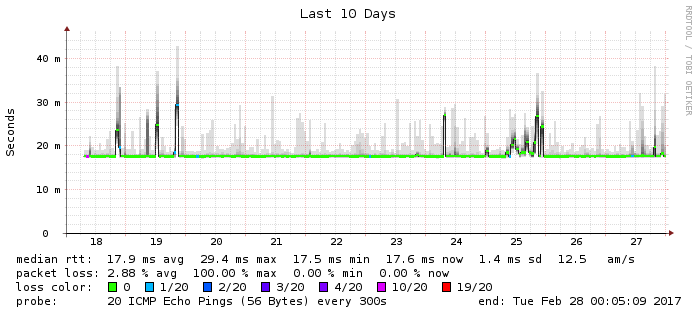 Last 10 Days
RRDTOOL / TOBI OETIKER
Seconds
40 m
30 m
20 m
10 m
0
18 19 20 21 22 23 24 25 26 27
median rtt: 17.9 ms avg 29.4 ms max 17.5 ms min 17.6 ms now 1.4 ms sd 12.5 am/s
packet loss: 2.88 % avg 100.00 % max 0.00 % min 0.00 % now
loss color: 0 1/20 2/20 3/20 4/20 10/20 19/20
probe: 20 ICMP Echo Pings (56 Bytes) every 300s end: Tue Feb 28 00:05:09 2017